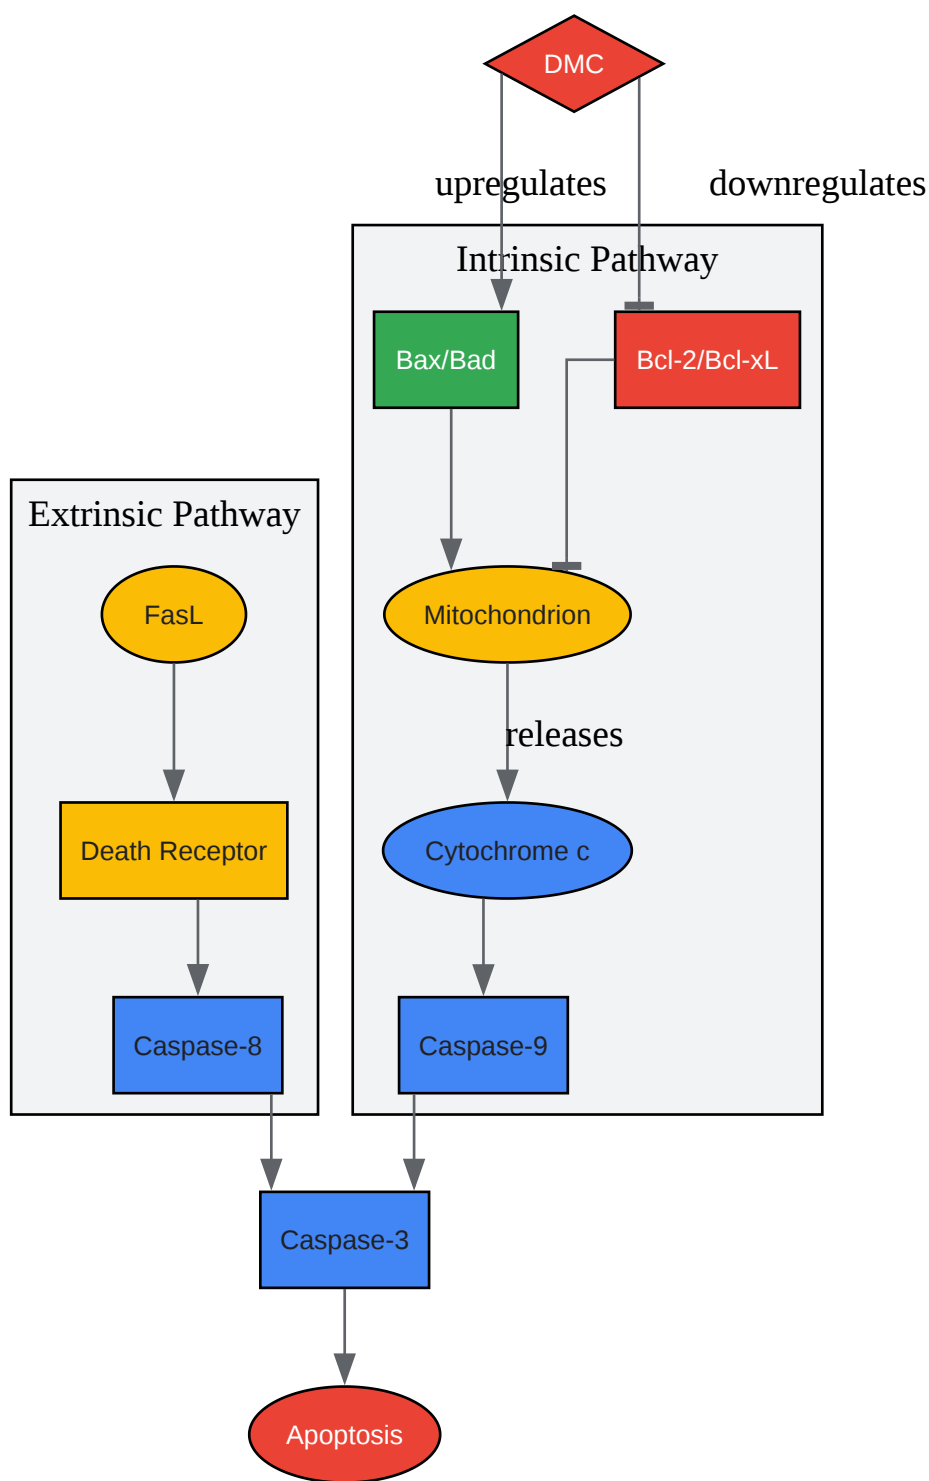 DMC
upregulates
downregulates
Intrinsic Pathway
Bax/Bad
Bcl-2/Bcl-xL
Extrinsic Pathway
FasL
Mitochondrion
releases
Death Receptor
Cytochrome c
Caspase-8
Caspase-9
Caspase-3
Apoptosis